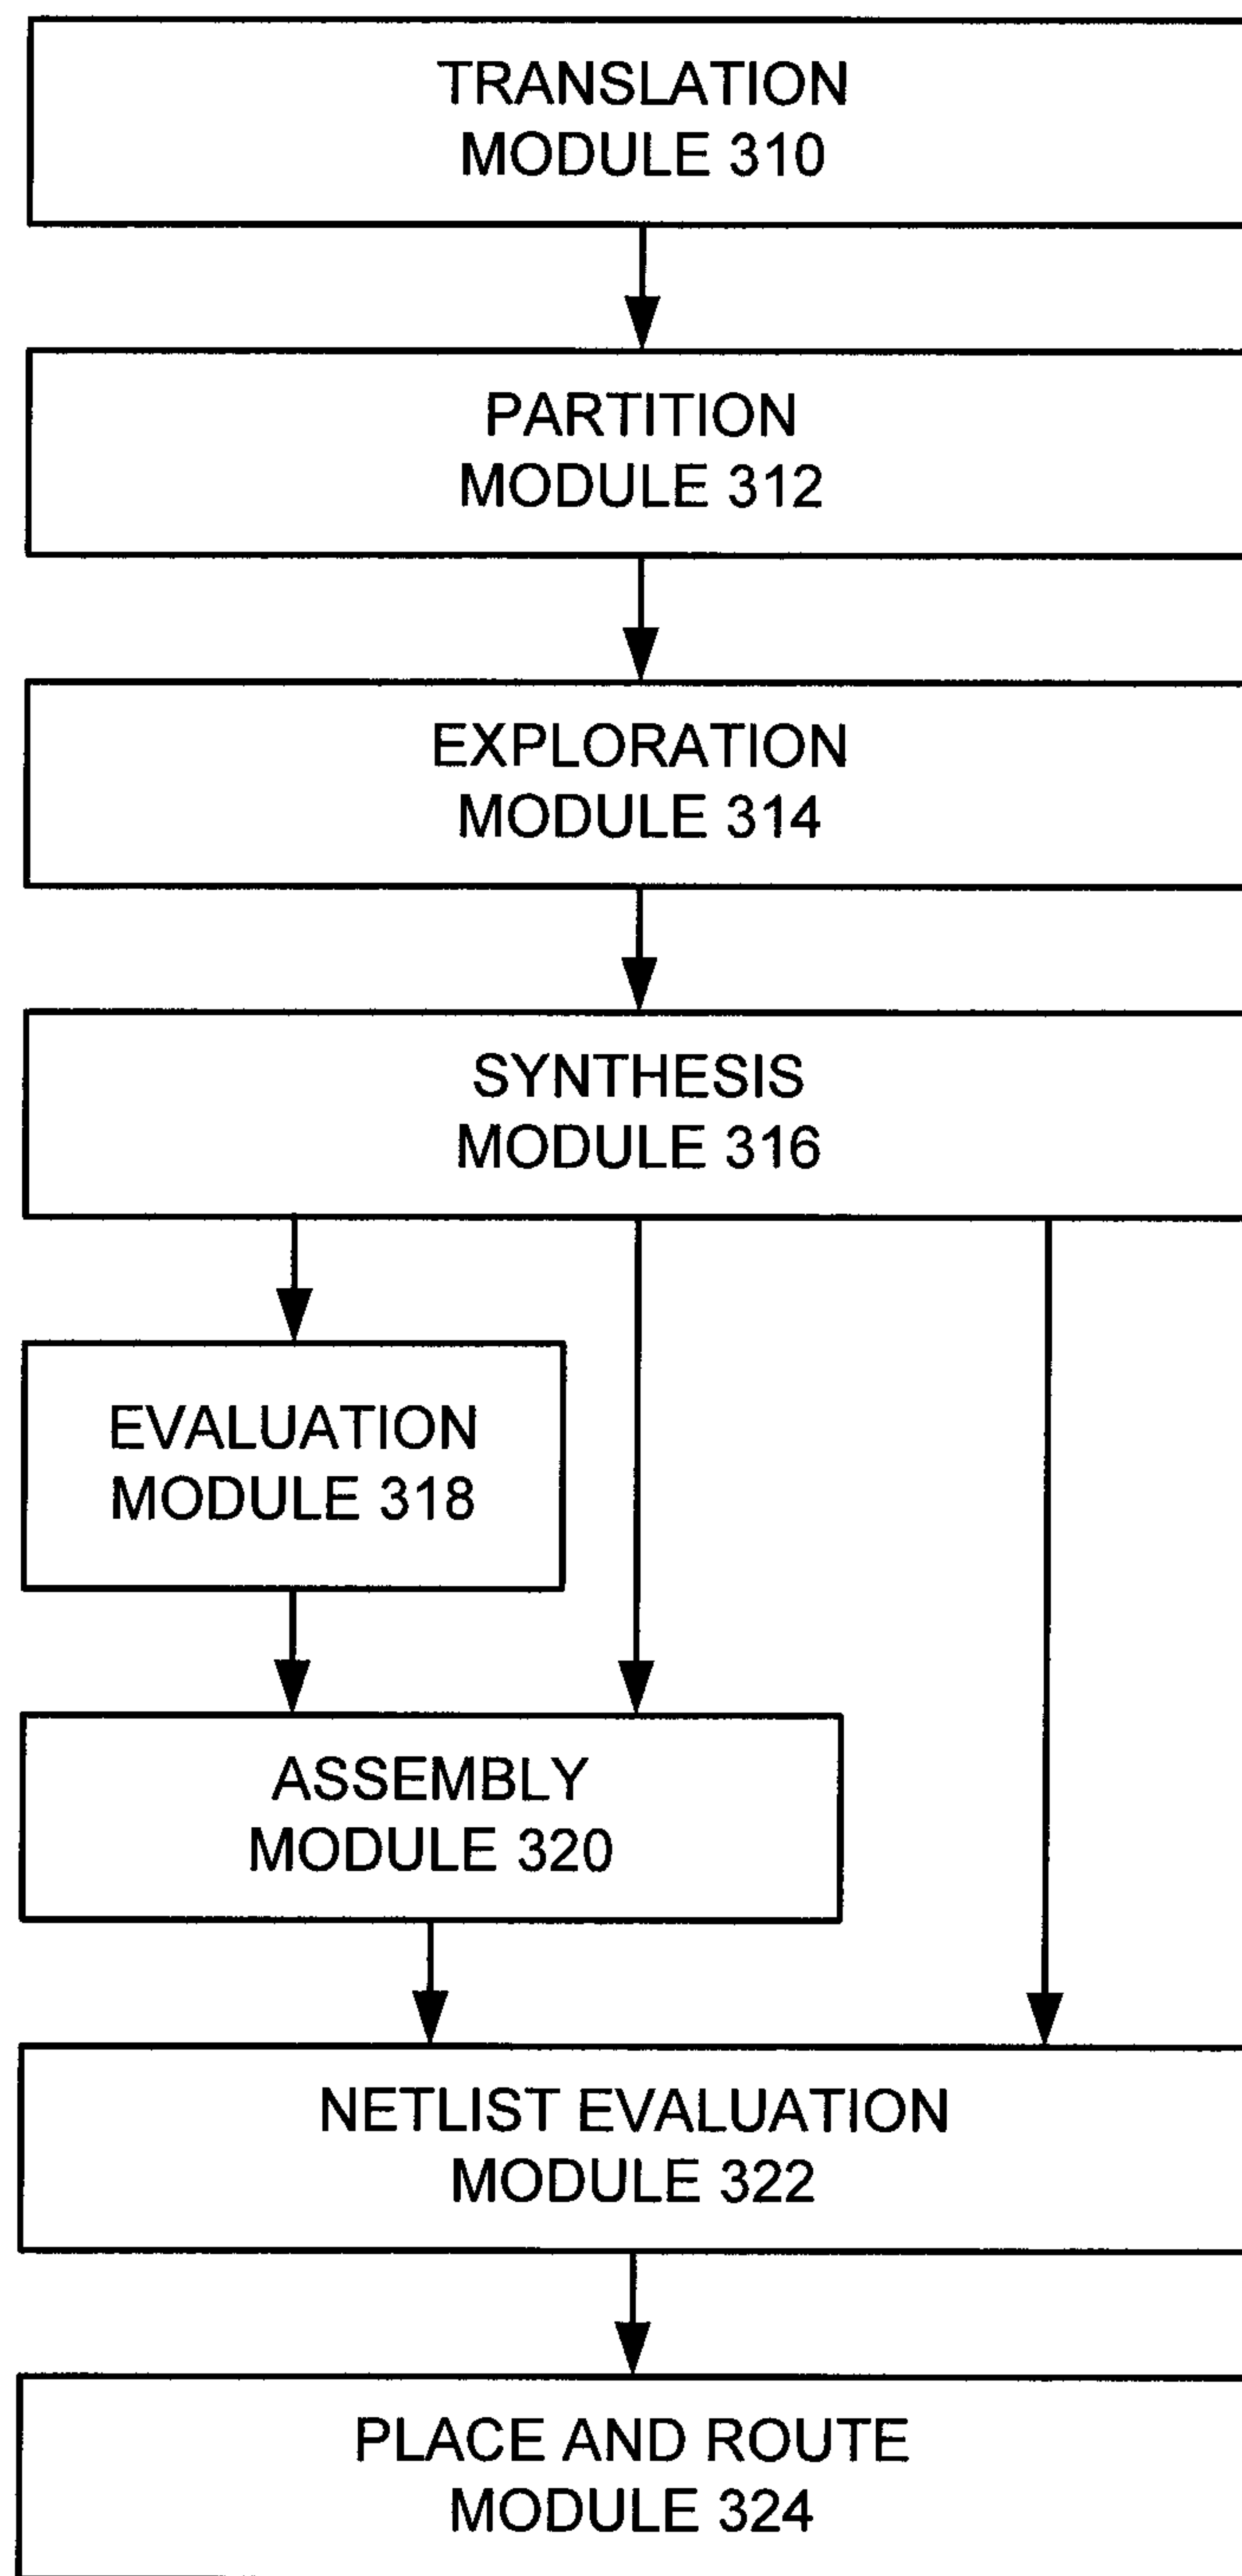 TRANSLATION
MODULE 310
PARTITION
MODULE 312
EXPLORATION
MODULE 314
SYNTHESIS
MODULE 316
EVALUATION
MODULE 318
ASSEMBLY
MODULE 320
NETLIST EVALUATION
MODULE 322
PLACE AND ROUTE
MODULE 324